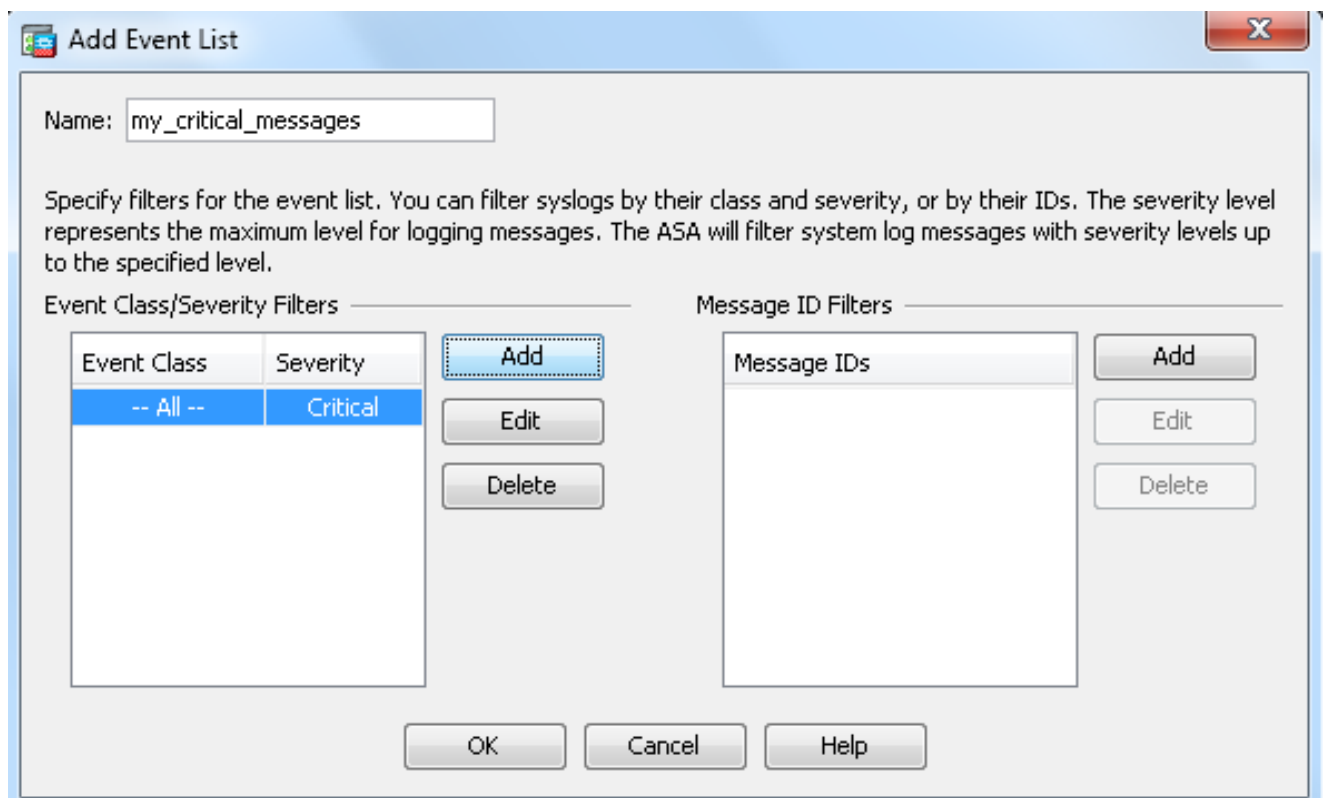 Add Event List
Name: my_critical_messages
Specify filters for the event list. You can filter syslogs by their class and severity, or by their IDs. The severity level
represents the maximum level for logging messages. The ASA will filter system log messages with severity levels up
to the specified level.
Event Class/Severity Filters
Event Class Severity
-- All -- Critical
Add
Edit
Delete
Message ID Filters
Message IDs
Add
Edit
Delete
OK Cancel Help